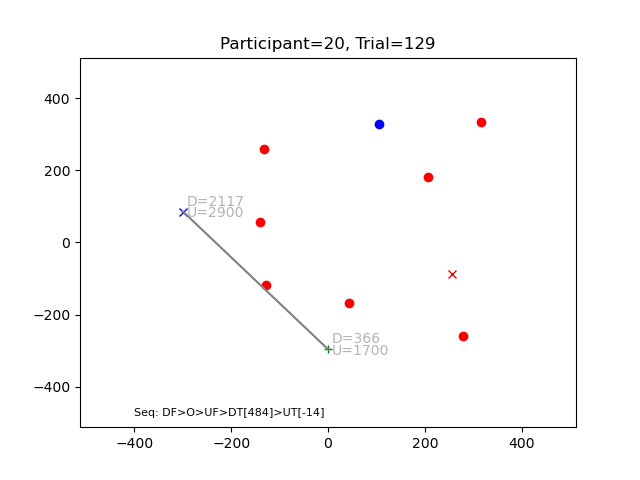 Participant=20, Trial=129
400
200
0
−200
−400
D=2117
U=2900
D=366
U=1700
Seq: DF>O>UF>DT[484]>UT[-14]
−400 −200 0 200 400